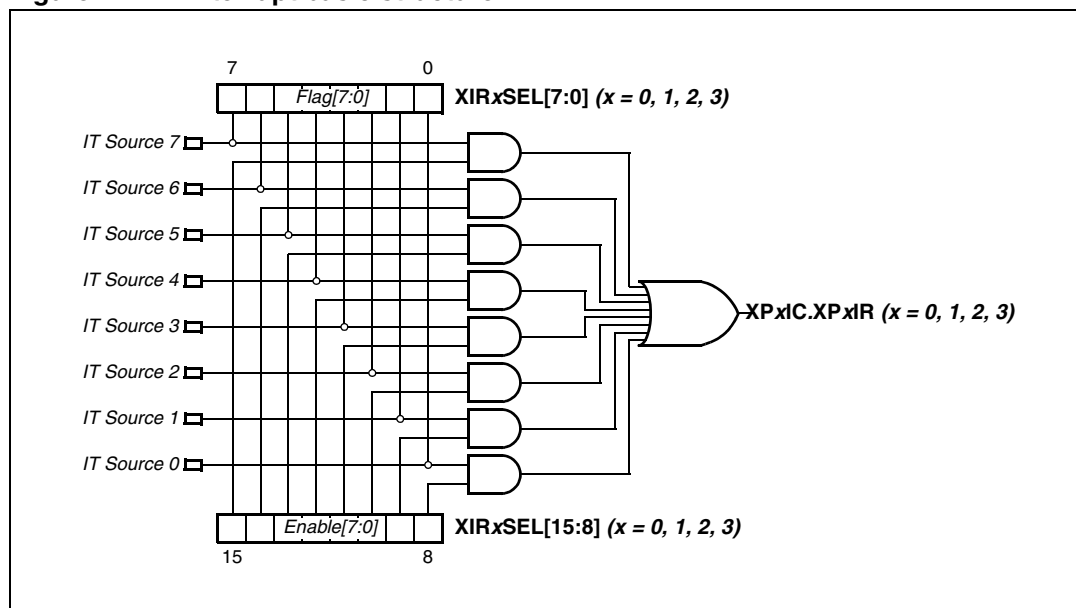 7 0
Flag[7:0] XIRxSEL[7:0] (x = 0, 1, 2, 3)
IT Source 7
IT Source 6
IT Source 5
IT Source 4
IT Source 3
XPxIC.XPxIR (x = 0, 1, 2, 3)
IT Source 2
IT Source 1
IT Source 0
Enable[7:0] XIRxSEL[15:8] (x = 0, 1, 2, 3)
15 8